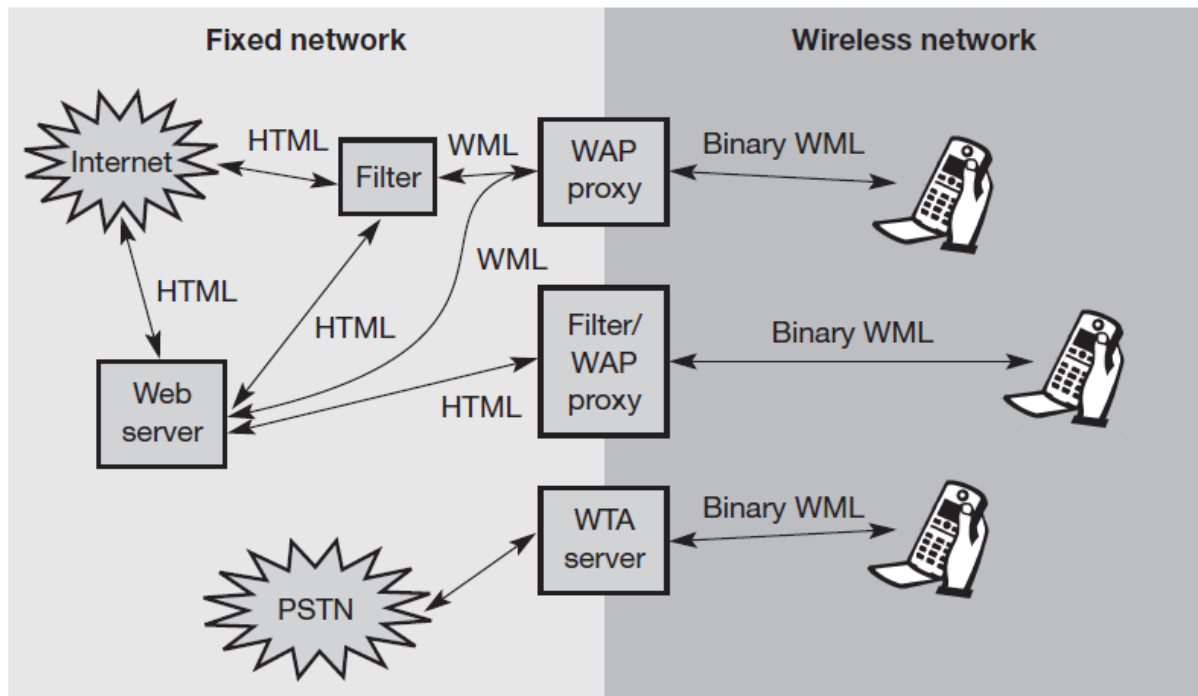 Fixed network
Wireless network
Internet
HTML
Filter
WML
WAP
proxy
Binary WML
HTML
HTML
WML
Web
server
HTML
Filter/
WAP
proxy
Binary WML
PSTN
WTA
server
Binary WML